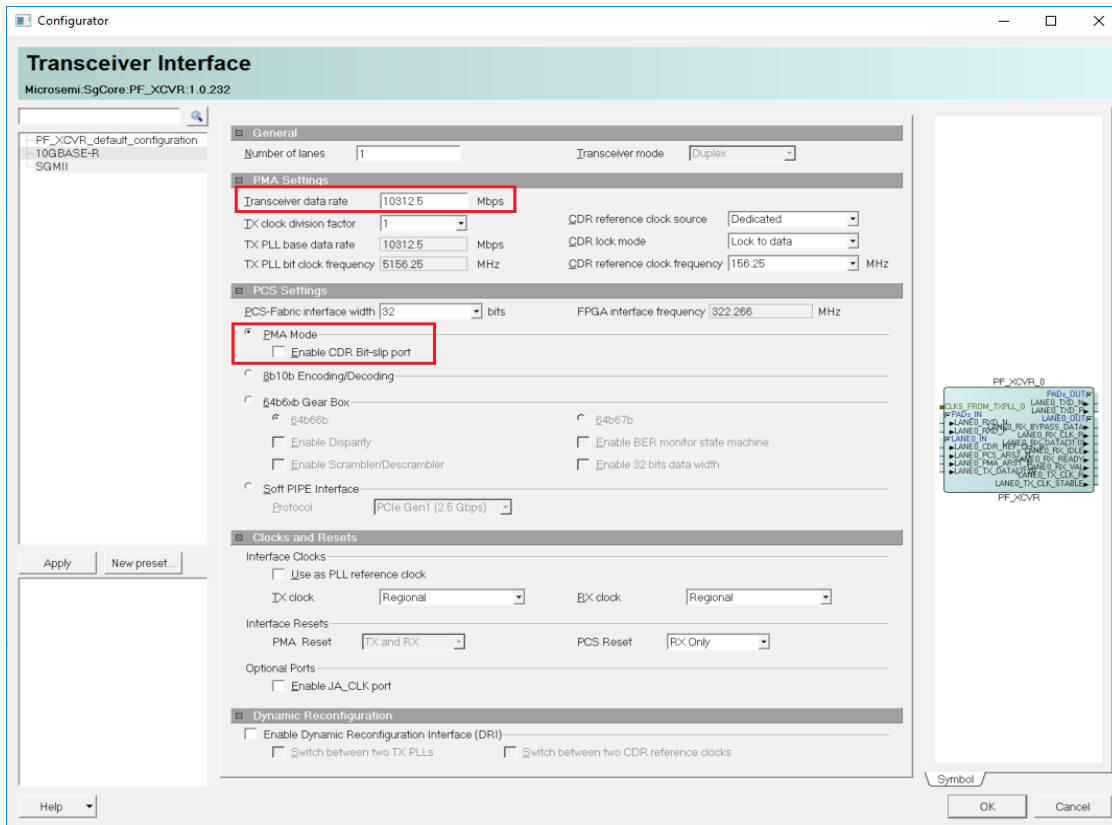 Configurator
Transceiver Interface
Microsemi:SgCore:PF_XCVR:1.0.232
PF_XCVR_default_configuration
10GBASE-R
SGMII
Apply
New preset...
General
Number of lanes 1
Transceiver mode Duplex
PMA Settings
Transceiver data rate 10312.5 Mbps
TX clock division factor 1
TX PLL base data rate 10312.5 Mbps
TX PLL bit clock frequency 5156.25 MHz
CDR reference clock source Dedicated
CDR lock mode Lock to data
CDR reference clock frequency 156.25 MHz
PCS Settings
PCS-Fabric interface width 32 bits
FPGA interface frequency 322.266 MHz
PMA Mode
Enable CDR Bit-slip port
8b10b Encoding/Decoding
64b6xb Gear Box
64b66b
64b67b
Enable Disparity
Enable BER monitor state machine
Enable Scrambler/Descrambler
Enable 32 bits data width
Soft PIPE Interface
Protocol PCIe Gen1 (2.5 Gbps)
Clocks and Resets
Interface Clocks
Use as PLL reference clock
TX clock Regional
RX clock Regional
Interface Resets
PMA Reset TX and RX
PCS Reset RX Only
Optional Ports
Enable JA_CLK port
Dynamic Reconfiguration
Enable Dynamic Reconfiguration Interface (DRI)
Switch between two TX PLLs
Switch between two CDR reference clocks
PF_XCVR_0
PADs_OUT
CLKS_FROM_TXPLL_0
LANE0_TXD_N
PADs_IN
LANE0_TXD_P
LANE0_OUT
LANE0_IN
LANE0_TX_CLK_STABLE
PF_XCVR
Symbol
Help
OK
Cancel